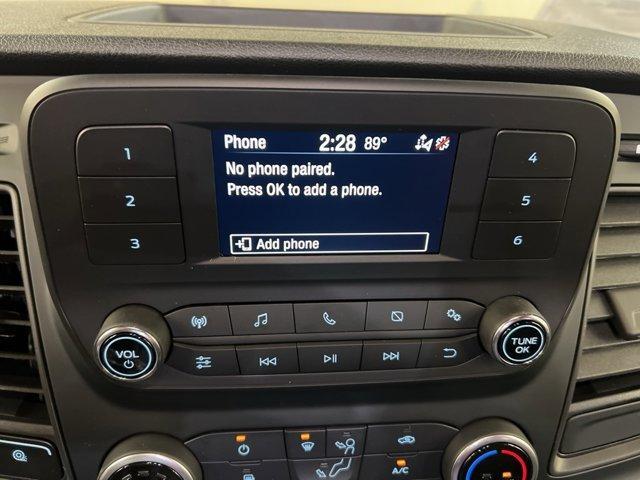 Phone 2:28 89°
No phone paired.
Press OK to add a phone.
Add phone
1
2
3
4
5
6
VOL
TUNE
OK
A/C